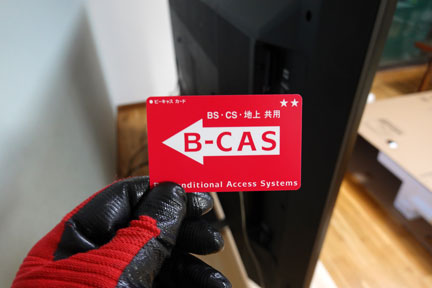 ●ビーキャス カード
★★
BS・CS・地上 共用
B-CAS
onditional Access Systems